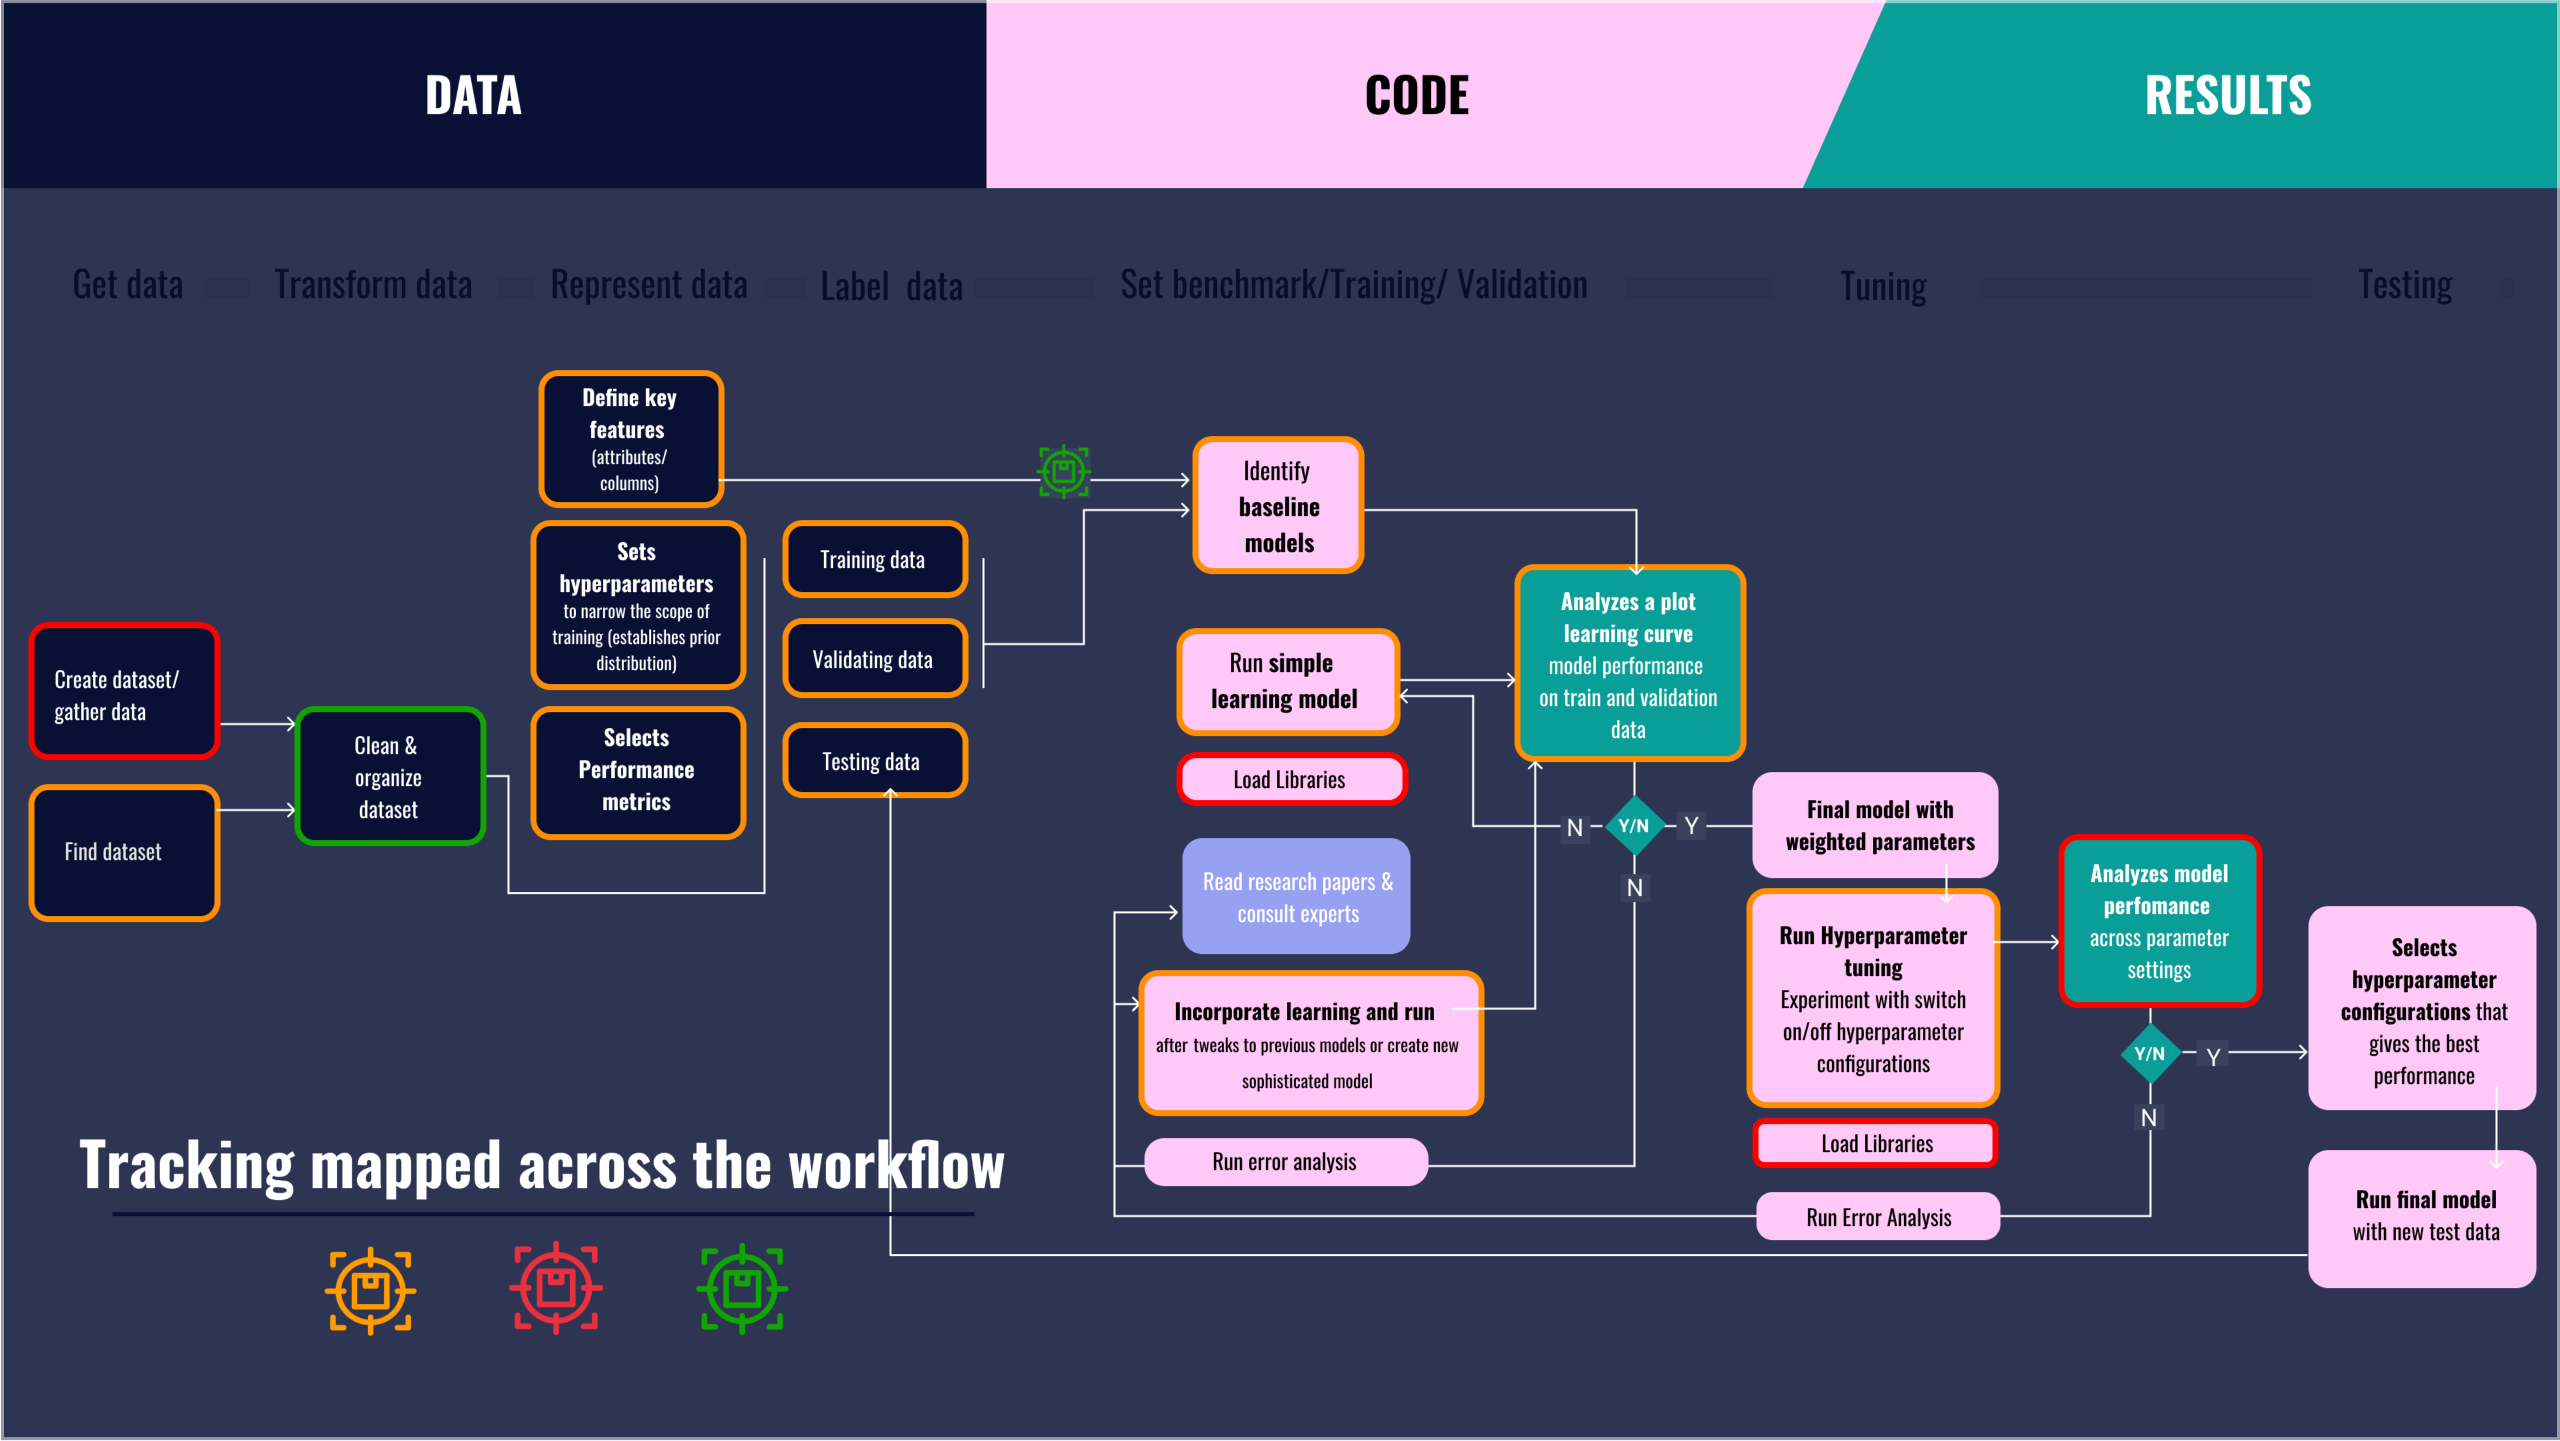 DATA
CODE
RESULTS
Get data
Transform data
Represent data
Label data
Set benchmark/Training/ Validation
Tuning
Testing
Define key
features
(attributes/
columns)
Sets
hyperparameters
to narrow the scope of
training (establishes prior
distribution)
Selects
Performance
metrics
Create dataset/
gather data
Find dataset
Clean &
organize
dataset
Training data
Validating data
Testing data
Identify
baseline
models
Run simple
learning model
Load Libraries
Read research papers &
consult experts
Incorporate learning and run
after tweaks to previous models or create new
sophisticated model
Run error analysis
Analyzes a plot
learning curve
model performance
on train and validation
data
N
Y/N
Y
N
Final model with
weighted parameters
Run Hyperparameter
tuning
Experiment with switch
on/off hyperparameter
configurations
Load Libraries
Run Error Analysis
Analyzes model
perfomance
across parameter
settings
Y/N
Y
N
Selects
hyperparameter
configurations that
gives the best
performance
Run final model
with new test data
Tracking mapped across the workflow